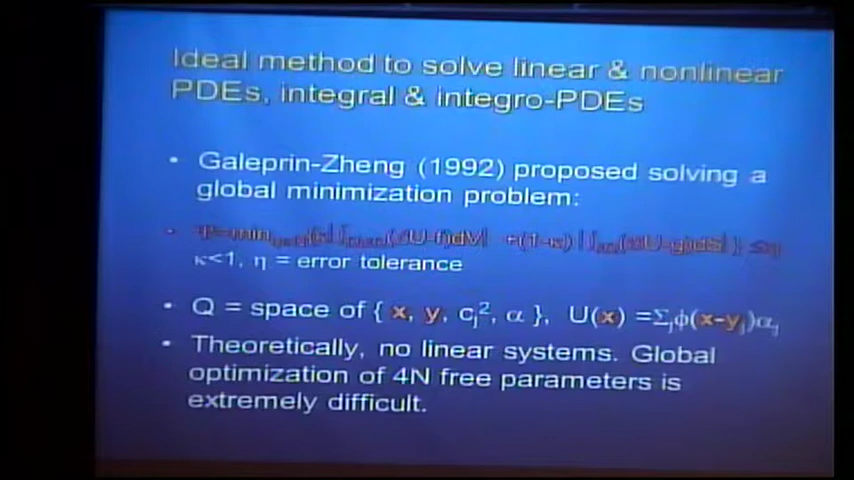 Ideal method to solve linear & nonlinear
PDEs, integral & integro-PDEs
• Galeprin-Zheng (1992) proposed solving a
global minimization problem:
κ<1, η = error tolerance
• Q = space of { x, y, cⱼ², α }, U(x) =Σⱼϕ(x-yⱼ)αⱼ
• Theoretically, no linear systems. Global
optimization of 4N free parameters is
extremely difficult.